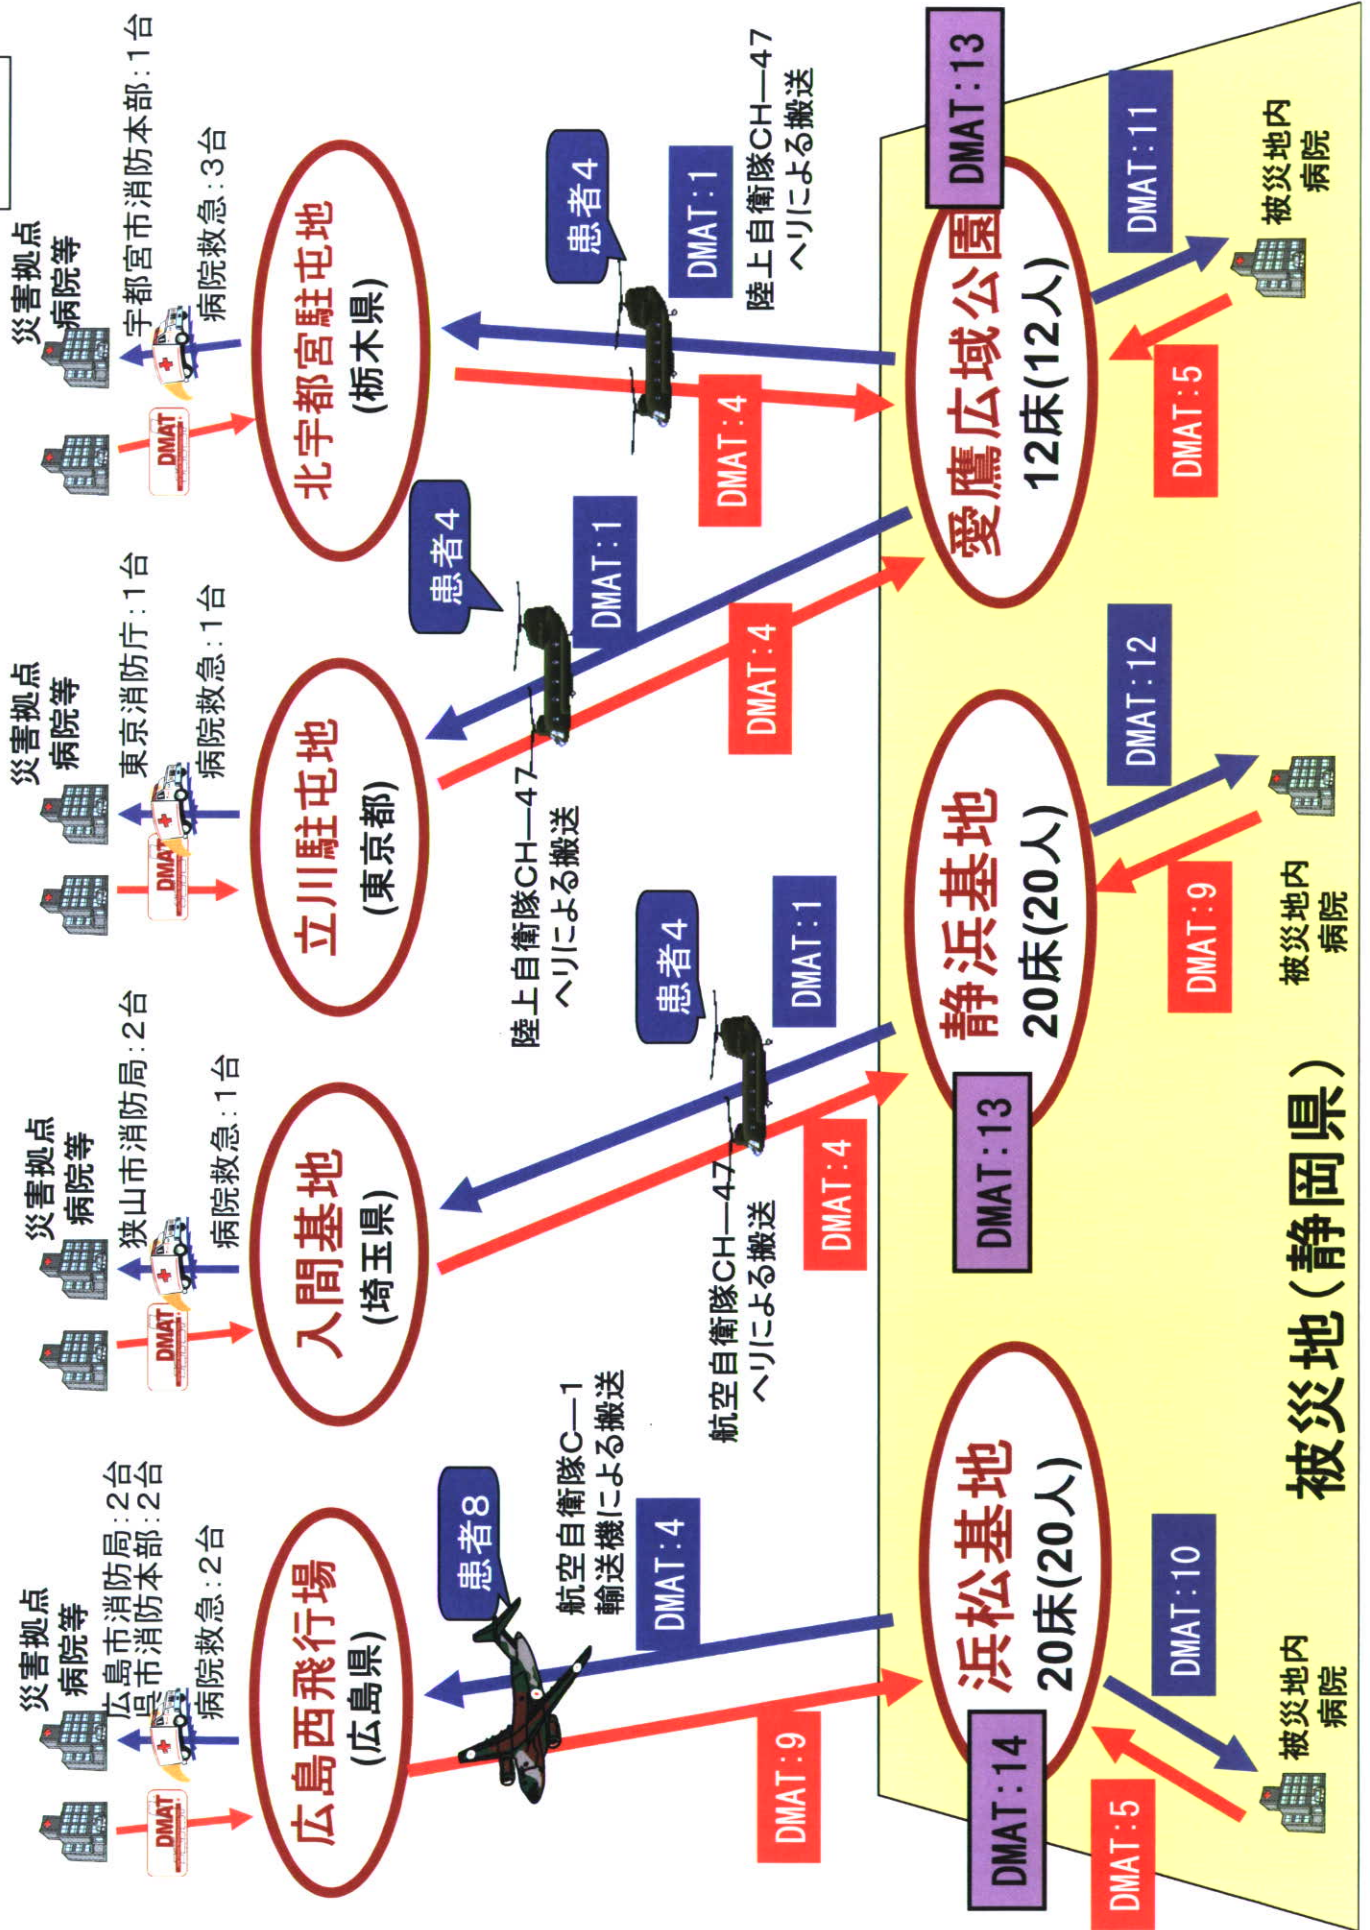 災害拠点
病院等
広島市消防局:2台
呉市消防本部:2台
病院救急:2台
DMAT
広島西飛行場
(広島県)
患者8
航空自衛隊C―1
輸送機による搬送
DMAT:4
DMAT:9
災害拠点
病院等
狭山市消防局:2台
病院救急:1台
DMAT
入間基地
(埼玉県)
患者4
航空自衛隊CH―47
ヘリによる搬送
DMAT:1
DMAT:4
災害拠点
病院等
東京消防庁:1台
病院救急:1台
DMAT
立川駐屯地
(東京都)
患者4
陸上自衛隊CH―47
ヘリによる搬送
DMAT:1
DMAT:4
災害拠点
病院等
宇都宮市消防本部:1台
病院救急:3台
DMAT
北宇都宮駐屯地
(栃木県)
患者4
DMAT:1
陸上自衛隊CH―47
ヘリによる搬送
DMAT:4
DMAT:14
浜松基地
20床(20人)
DMAT:5
DMAT:10
被災地内
病院
DMAT:13
静浜基地
20床(20人)
DMAT:9
DMAT:12
被災地内
病院
DMAT:13
愛鷹広域公園
12床(12人)
DMAT:5
DMAT:11
被災地内
病院
被災地(静岡県)